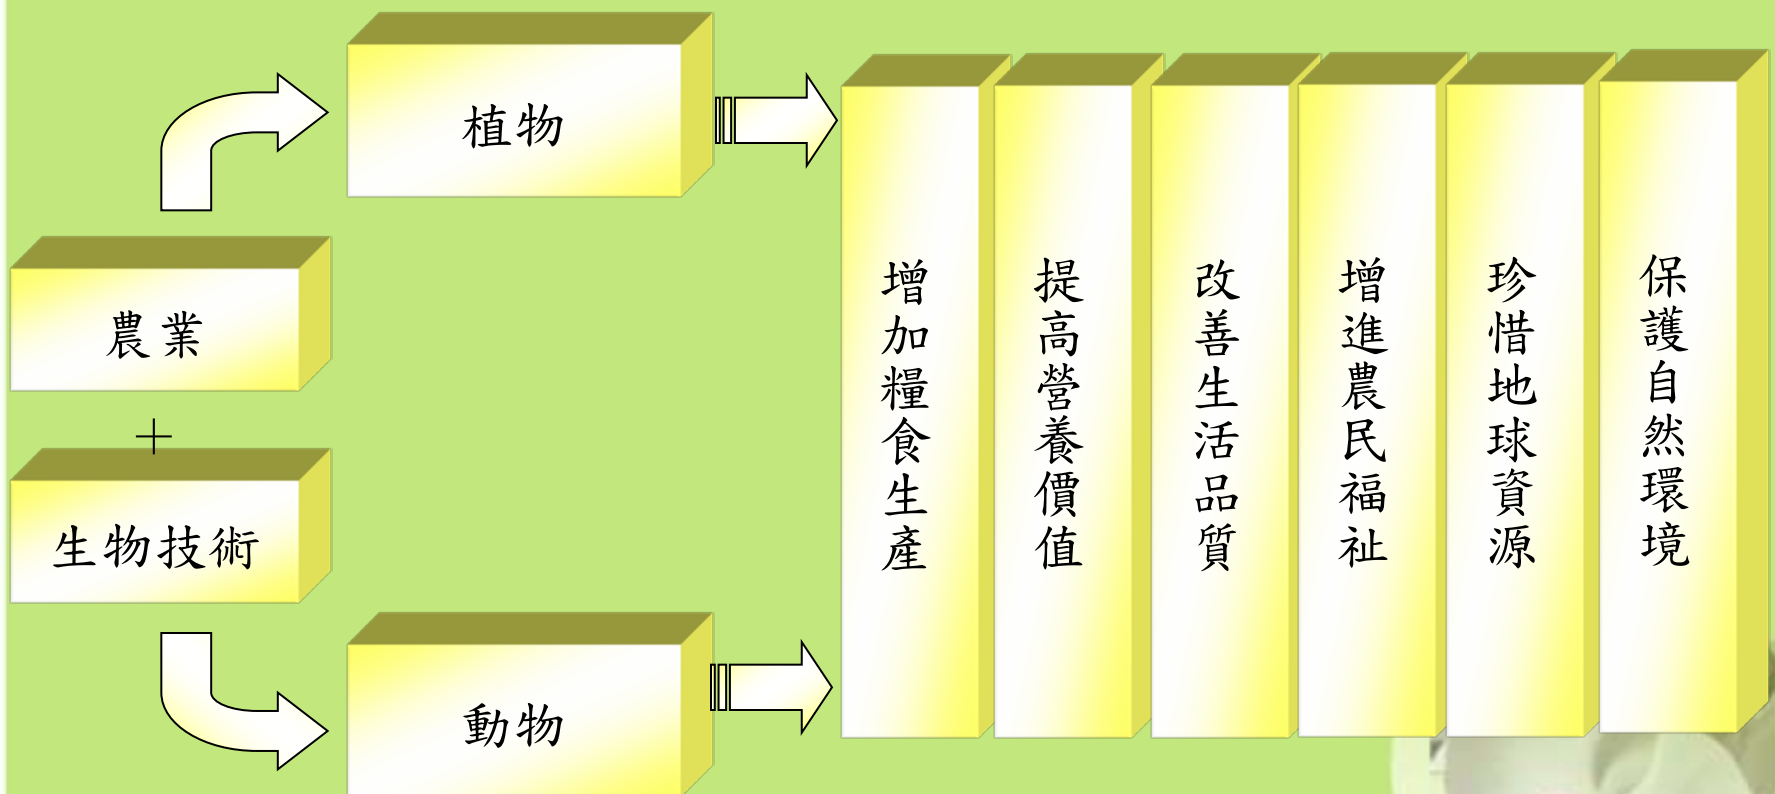 植物
農業
+
生物技術
動物
增加糧食生產
提高營養價值
改善生活品質
增進農民福祉
珍惜地球資源
保護自然環境